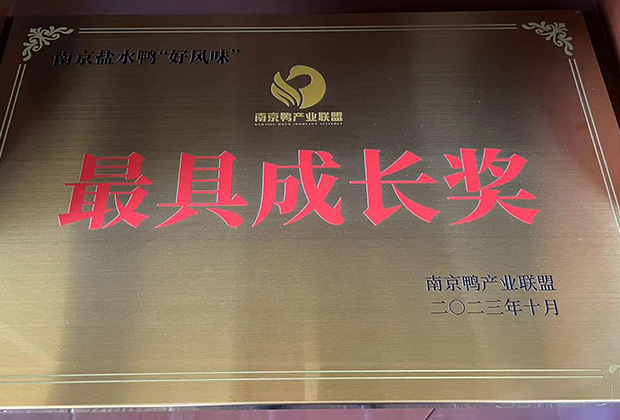 南京盐水鸭“好风味”
南京鸭产业联盟
最具成长奖
南京鸭产业联盟
二〇二三年十月